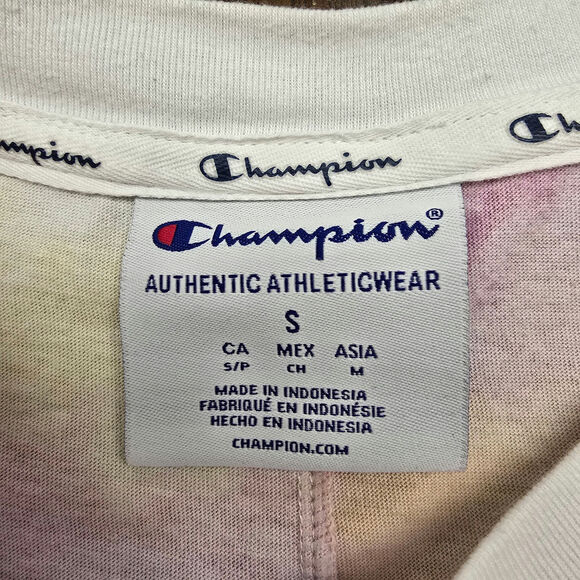 Champion Champion Ch
Champion®
AUTHENTIC ATHLETICWEAR
S
CA MEX ASIA
S/P CH M
MADE IN INDONESIA
FABRIQUÉ EN INDONÉSIE
HECHO EN INDONESIA
CHAMPION.COM